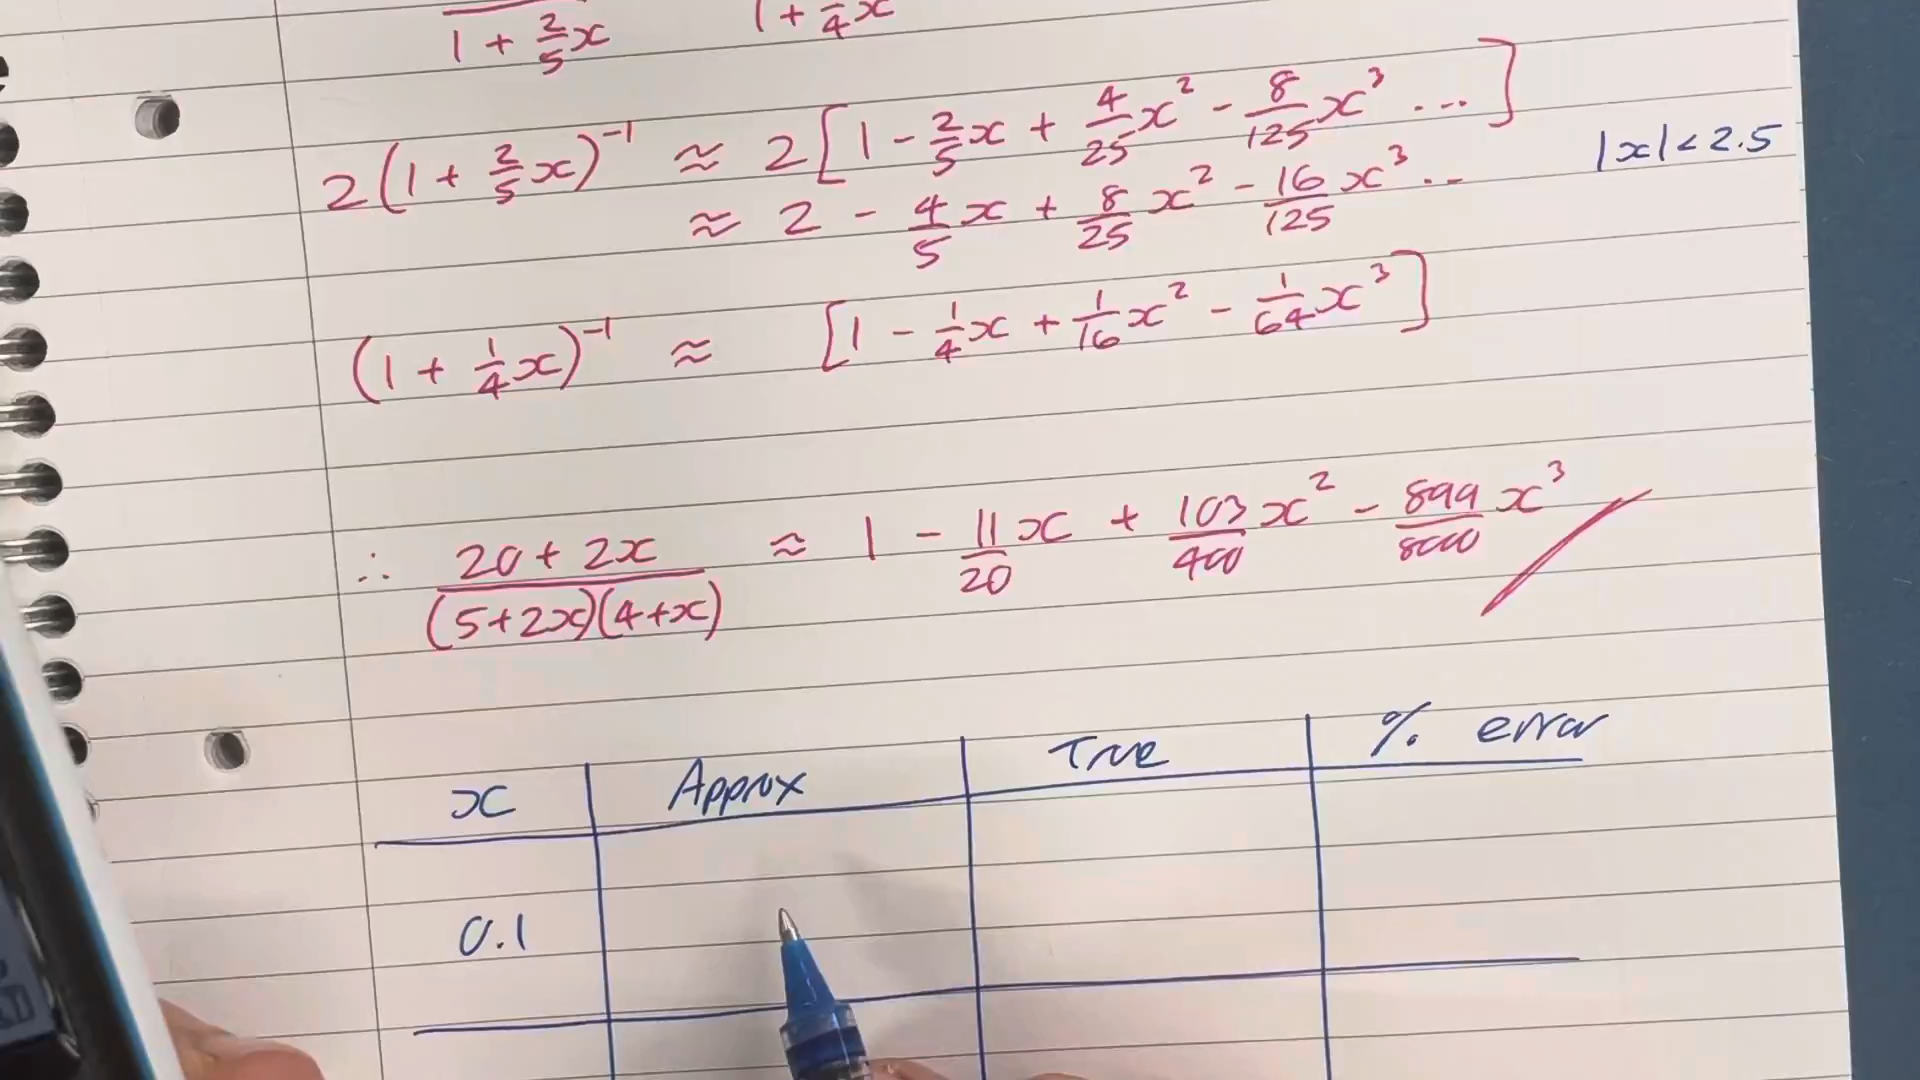 1 + 2/5 x    1 + 1/4 x
2(1 + 2/5 x)^-1 ≈ 2[1 - 2/5 x + 4/25 x^2 - 8/125 x^3 ...]
|x| < 2.5
≈ 2 - 4/5 x + 8/25 x^2 - 16/125 x^3 ..
(1 + 1/4 x)^-1 ≈ [1 - 1/4 x + 1/16 x^2 - 1/64 x^3]
∴ (20 + 2x)/((5+2x)(4+x)) ≈ 1 - 11/20 x + 103/400 x^2 - 899/8000 x^3
x    Approx    True    % error
0.1